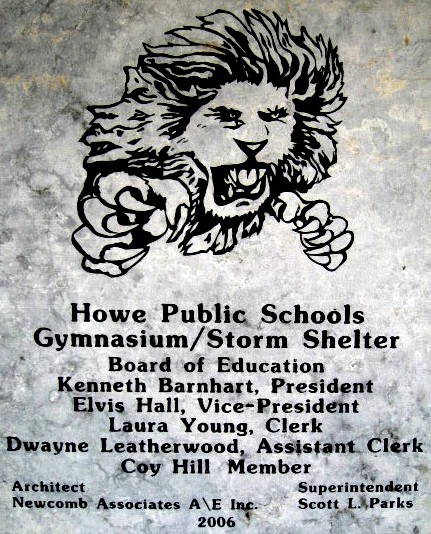 Howe Public Schools
Gymnasium/Storm Shelter
Board of Education
Kenneth Barnhart, President
Elvis Hall, Vice-President
Laura Young, Clerk
Dwayne Leatherwood, Assistant Clerk
Coy Hill Member
Architect Superintendent
Newcomb Associates A\E Inc. Scott L. Parks
2006